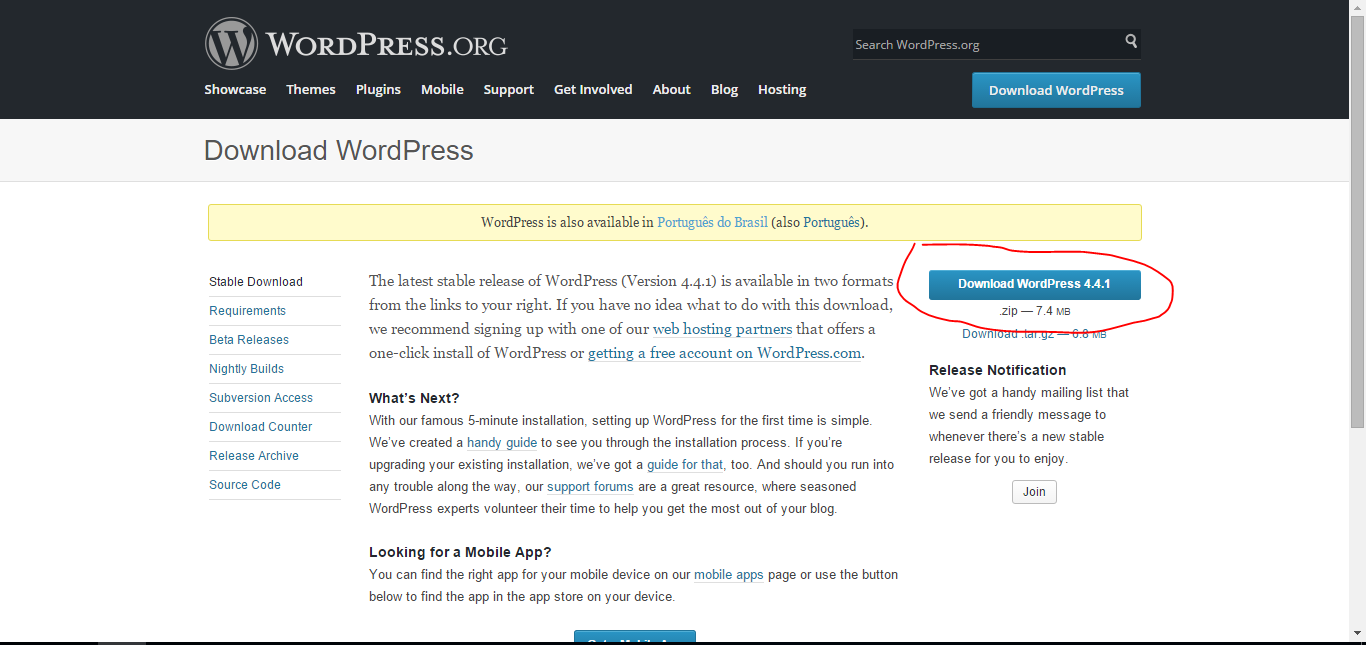 WORDPRESS.ORG
Search WordPress.org
Showcase Themes Plugins Mobile Support Get Involved About Blog Hosting
Download WordPress
Download WordPress
WordPress is also available in Português do Brasil (also Português).
Stable Download
Requirements
Beta Releases
Nightly Builds
Subversion Access
Download Counter
Release Archive
Source Code
The latest stable release of WordPress (Version 4.4.1) is available in two formats
from the links to your right. If you have no idea what to do with this download,
we recommend signing up with one of our web hosting partners that offers a
one-click install of WordPress or getting a free account on WordPress.com.
What's Next?
With our famous 5-minute installation, setting up WordPress for the first time is simple.
We've created a handy guide to see you through the installation process. If you're
upgrading your existing installation, we've got a guide for that, too. And should you run into
any trouble along the way, our support forums are a great resource, where seasoned
WordPress experts volunteer their time to help you get the most out of your blog.
Looking for a Mobile App?
You can find the right app for your mobile device on our mobile apps page or use the button
below to find the app in the app store on your device.
Download WordPress 4.4.1
.zip — 7.4 MB
Download .tar.gz — 6.8 MB
Release Notification
We've got a handy mailing list that
we send a friendly message to
whenever there's a new stable
release for you to enjoy.
Join